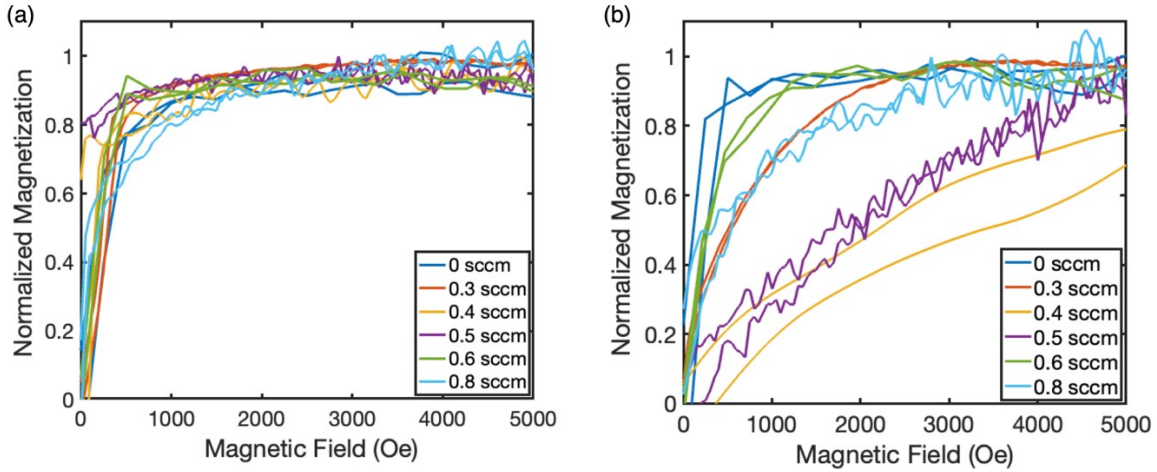 (a)
Normalized Magnetization
1
0.8
0.6
0.4
0.2
0
0 1000 2000 3000 4000 5000
Magnetic Field (Oe)
0 sccm
0.3 sccm
0.4 sccm
0.5 sccm
0.6 sccm
0.8 sccm
(b)
Normalized Magnetization
1
0.8
0.6
0.4
0.2
0
0 1000 2000 3000 4000 5000
Magnetic Field (Oe)
0 sccm
0.3 sccm
0.4 sccm
0.5 sccm
0.6 sccm
0.8 sccm